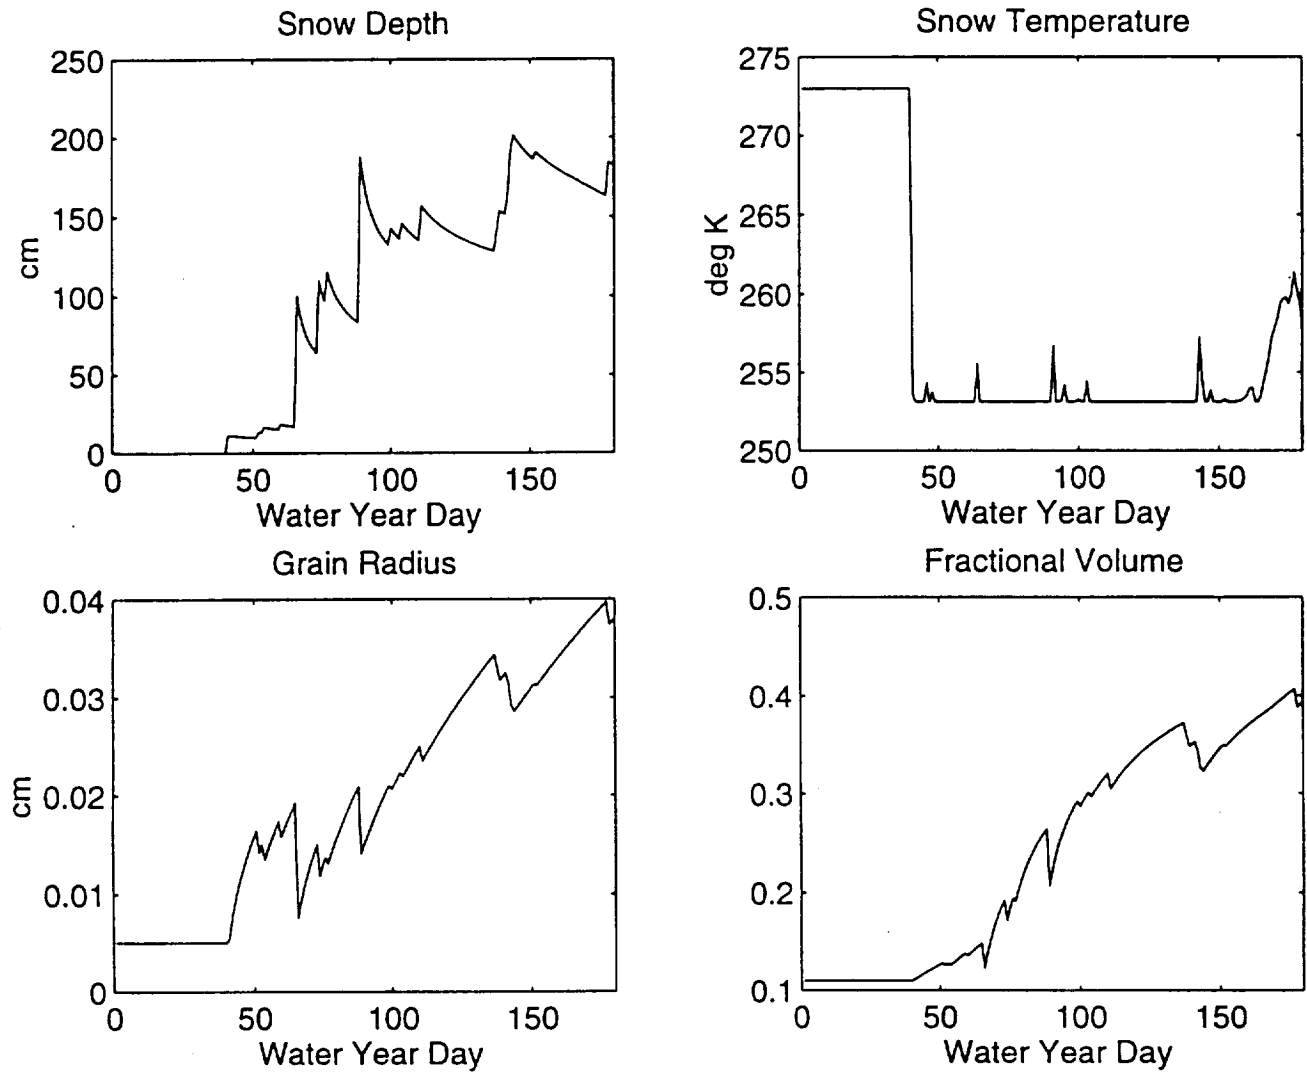 Snow Depth
250
200
150
100
50
0
cm
0 50 100 150
Water Year Day
Snow Temperature
275
270
265
260
255
250
deg K
0 50 100 150
Water Year Day
Grain Radius
0.04
0.03
0.02
0.01
0
cm
0 50 100 150
Water Year Day
Fractional Volume
0.5
0.4
0.3
0.2
0.1
0 50 100 150
Water Year Day